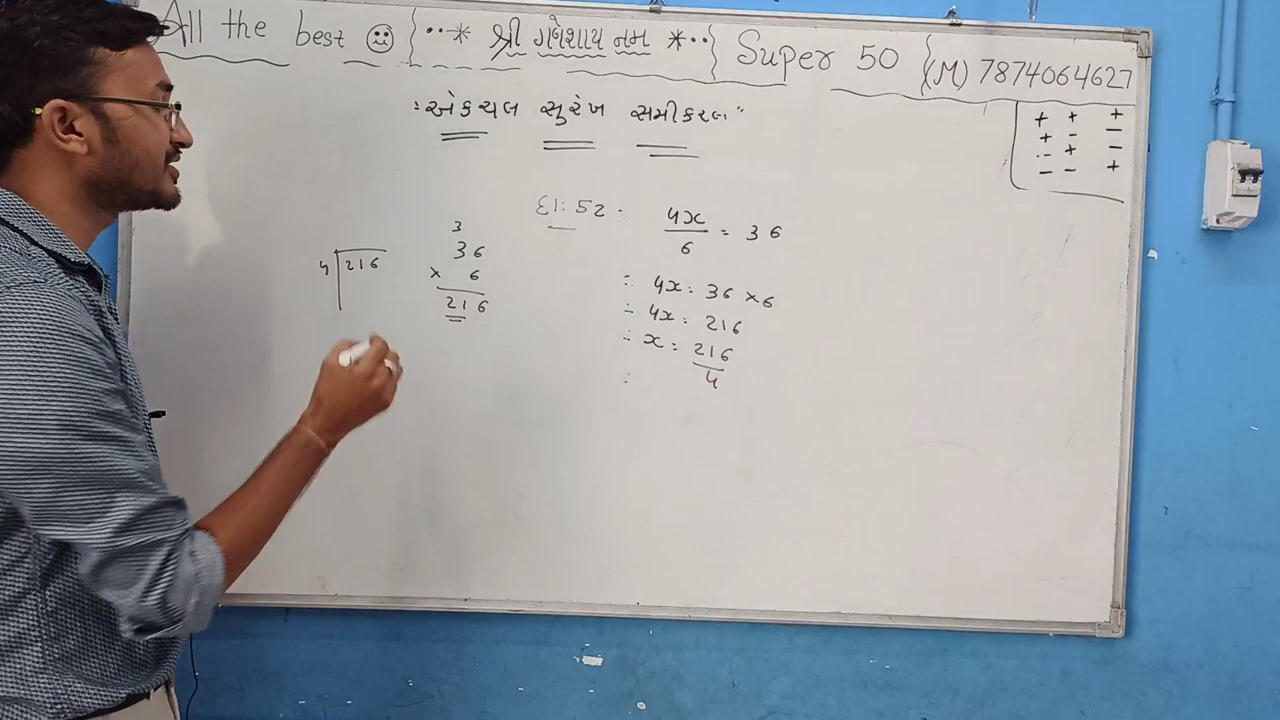 All the best ☺ {··* શ્રી ગણેશાય નમ *··} Super 50 (M) 7874064627
:એકચલ સુરેખ સમીકરણ"
+ + +
+ - -
- + -
- - +
દા: 52: 4x/6 = 36
∴ 4x = 36 × 6
∴ 4x = 216
∴ x = 216/4
3
36
× 6
216
4 216